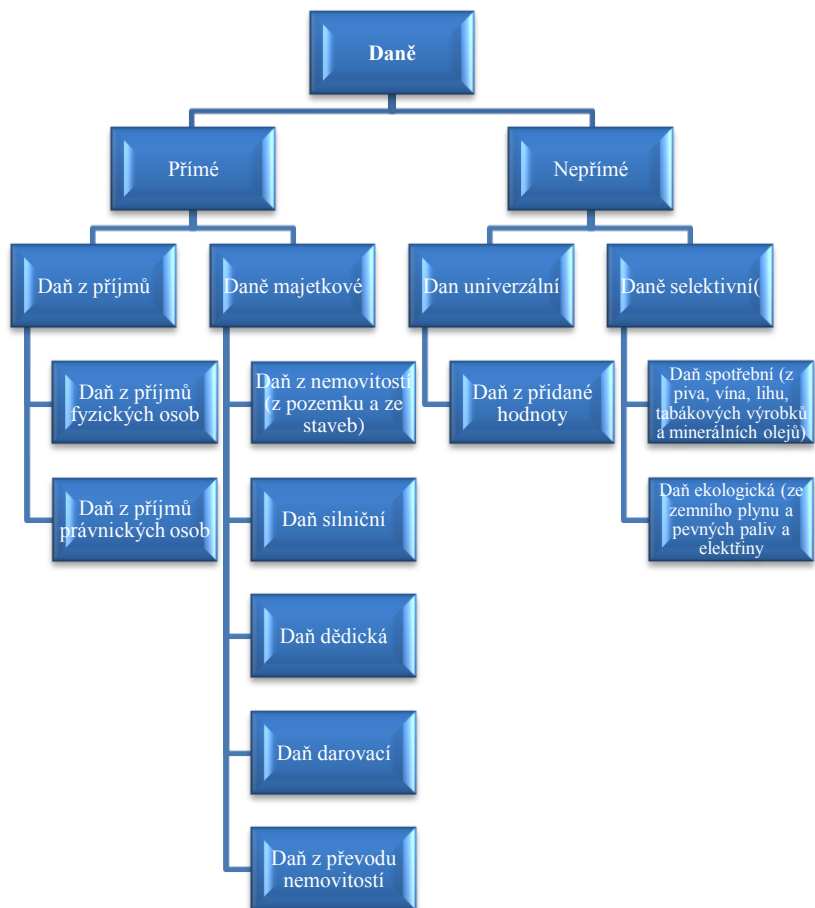 Daně
Přímé
Nepřímé
Daň z příjmů
Daně majetkové
Dan univerzální
Daně selektivní(
Daň z příjmů
fyzických osob
Daň z příjmů
právnických osob
Daň z nemovitostí
(z pozemku a ze
staveb)
Daň silniční
Daň dědická
Daň darovací
Daň z převodu
nemovitostí
Daň z přidané
hodnoty
Daň spotřební (z
piva, vína, lihu,
tabákových výrobků
a minerálních olejů)
Daň ekologická (ze
zemního plynu a
pevných paliv a
elektřiny